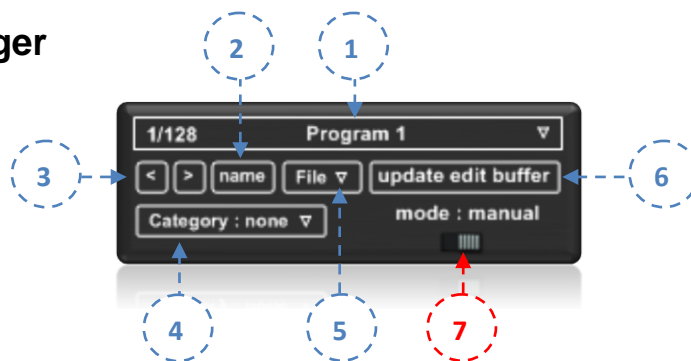 ger
2
1
1/128 Program 1
3
< > name File update edit buffer
6
Category : none mode : manual
4
5
7